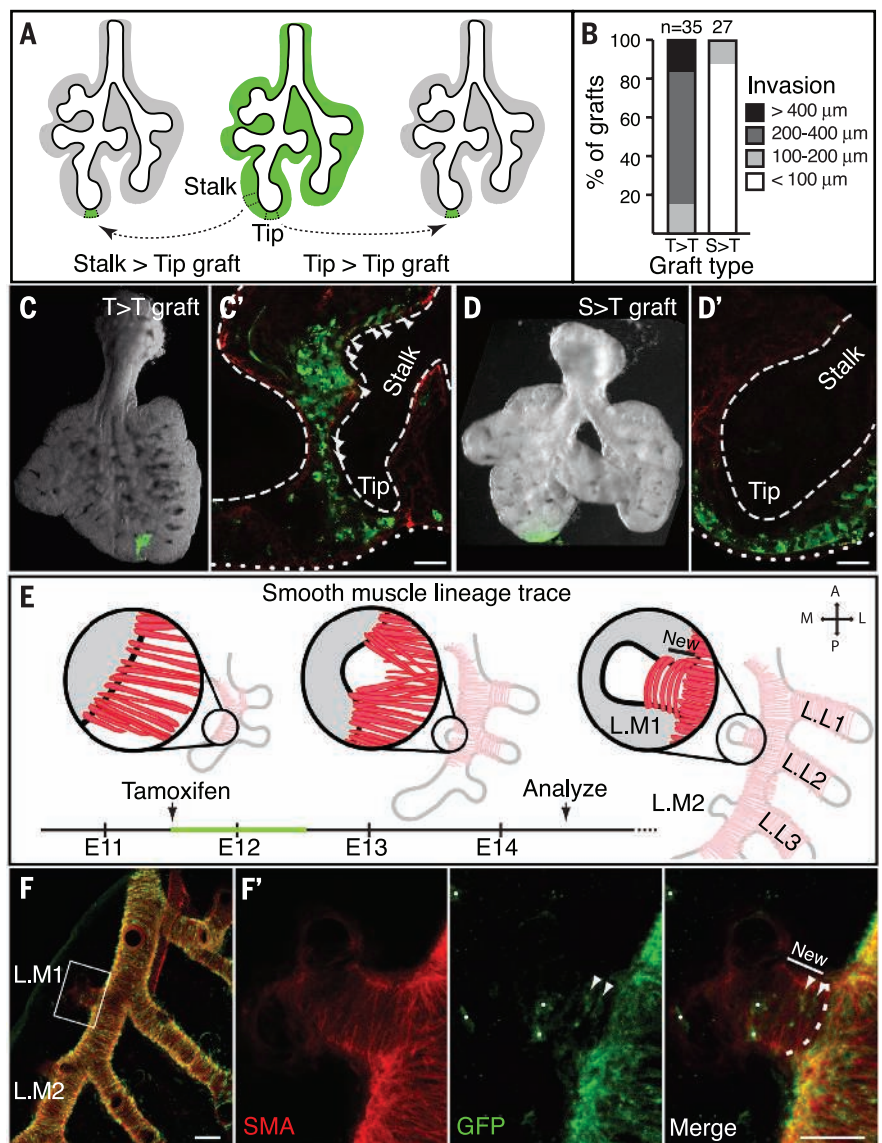 A
Stalk
Tip
Stalk > Tip graft
Tip > Tip graft
B
n=35 27
% of grafts
100
80
60
40
20
T>T S>T
Graft type
Invasion
> 400 μm
200-400 μm
100-200 μm
< 100 μm
C
T>T graft
C'
Stalk
Tip
D
S>T graft
D'
Stalk
Tip
E
Smooth muscle lineage trace
A
M L
P
New
L.M1
L.L1
L.L2
L.L3
L.M2
Tamoxifen
Analyze
E11 E12 E13 E14
F
L.M1
L.M2
F'
SMA
GFP
New
Merge